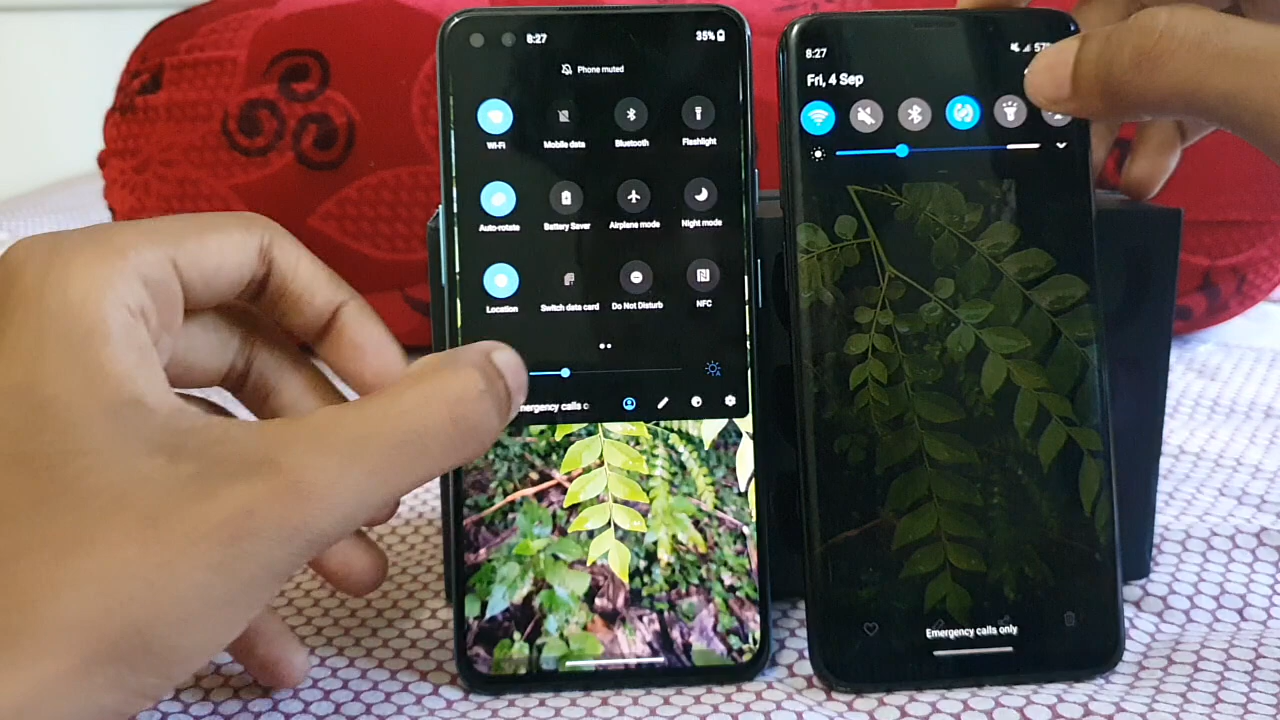 8:27
35%
Phone muted
Wi-Fi
Mobile data
Bluetooth
Flashlight
Auto-rotate
Battery Saver
Airplane mode
Night mode
Location
Switch data card
Do Not Disturb
NFC
calls
8:27
Fri, 4 Sep
Emergency calls only